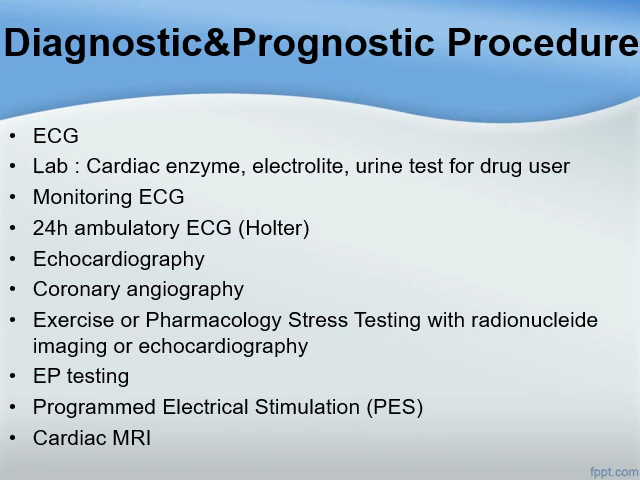 Diagnostic&Prognostic Procedure
• ECG
• Lab : Cardiac enzyme, electrolite, urine test for drug user
• Monitoring ECG
• 24h ambulatory ECG (Holter)
• Echocardiography
• Coronary angiography
• Exercise or Pharmacology Stress Testing with radionucleide
imaging or echocardiography
• EP testing
• Programmed Electrical Stimulation (PES)
• Cardiac MRI
fppt.com